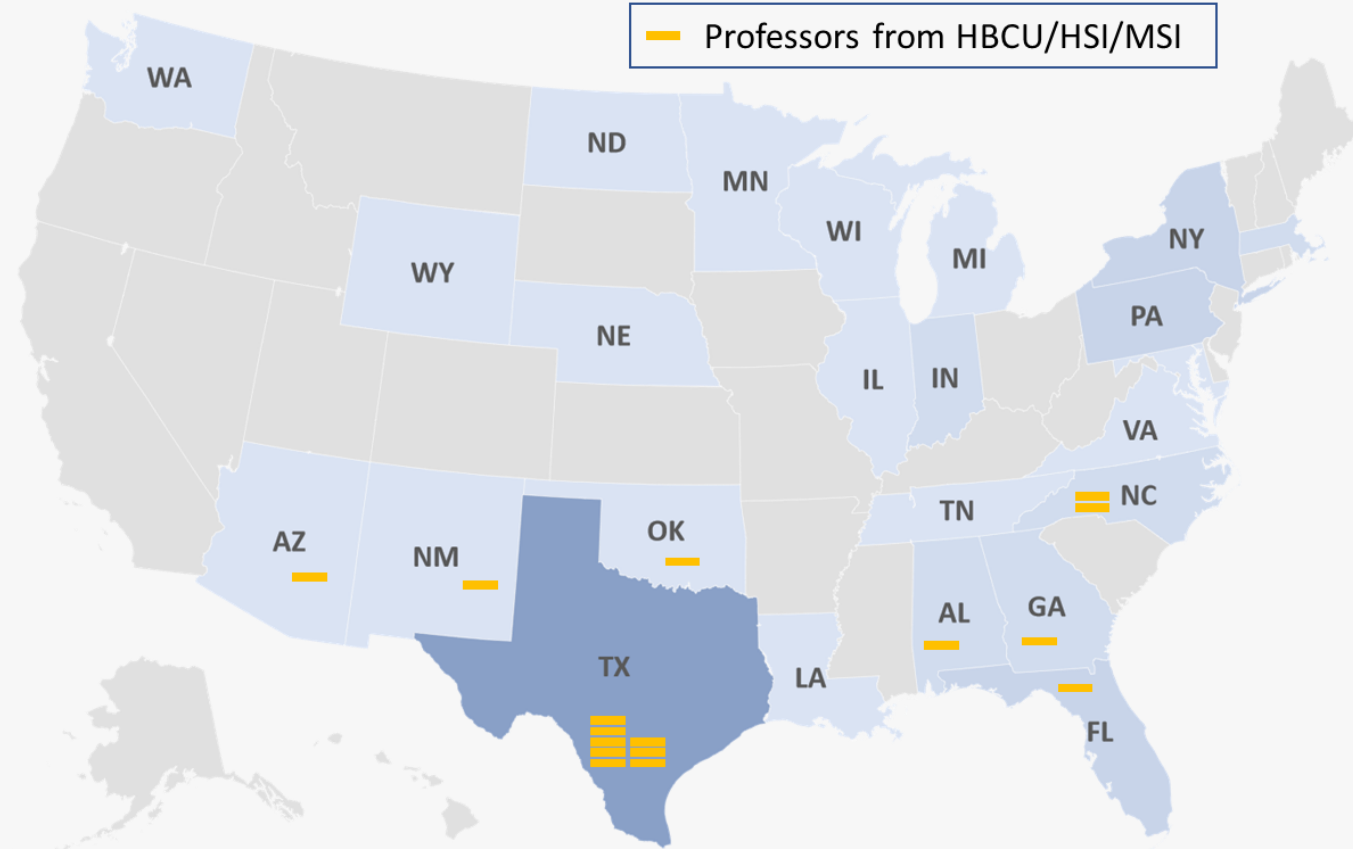 Professors from HBCU/HSI/MSI
WA
ND
MN
WI
MI
NY
WY
NE
PA
IL
IN
VA
NC
TN
OK
AZ
NM
AL
GA
TX
LA
FL